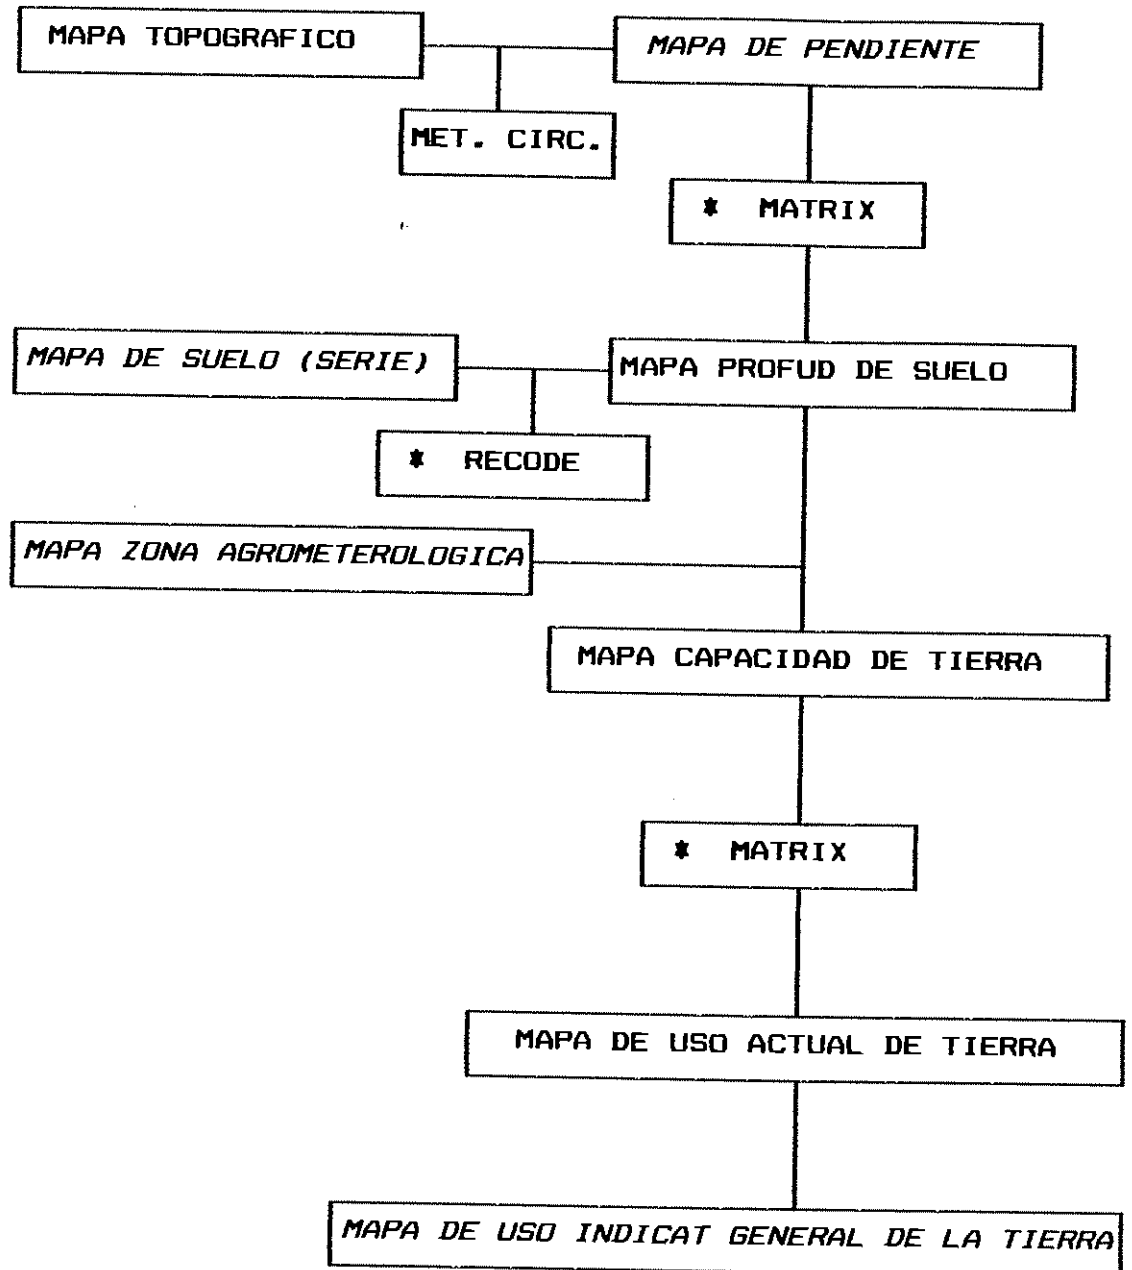 MAPA TOPOGRAFICO
MAPA DE PENDIENTE
MET. CIRC.
* MATRIX
MAPA DE SUELO (SERIE)
MAPA PROFUD DE SUELO
* RECODE
MAPA ZONA AGROMETEROLOGICA
MAPA CAPACIDAD DE TIERRA
* MATRIX
MAPA DE USO ACTUAL DE TIERRA
MAPA DE USO INDICAT GENERAL DE LA TIERRA